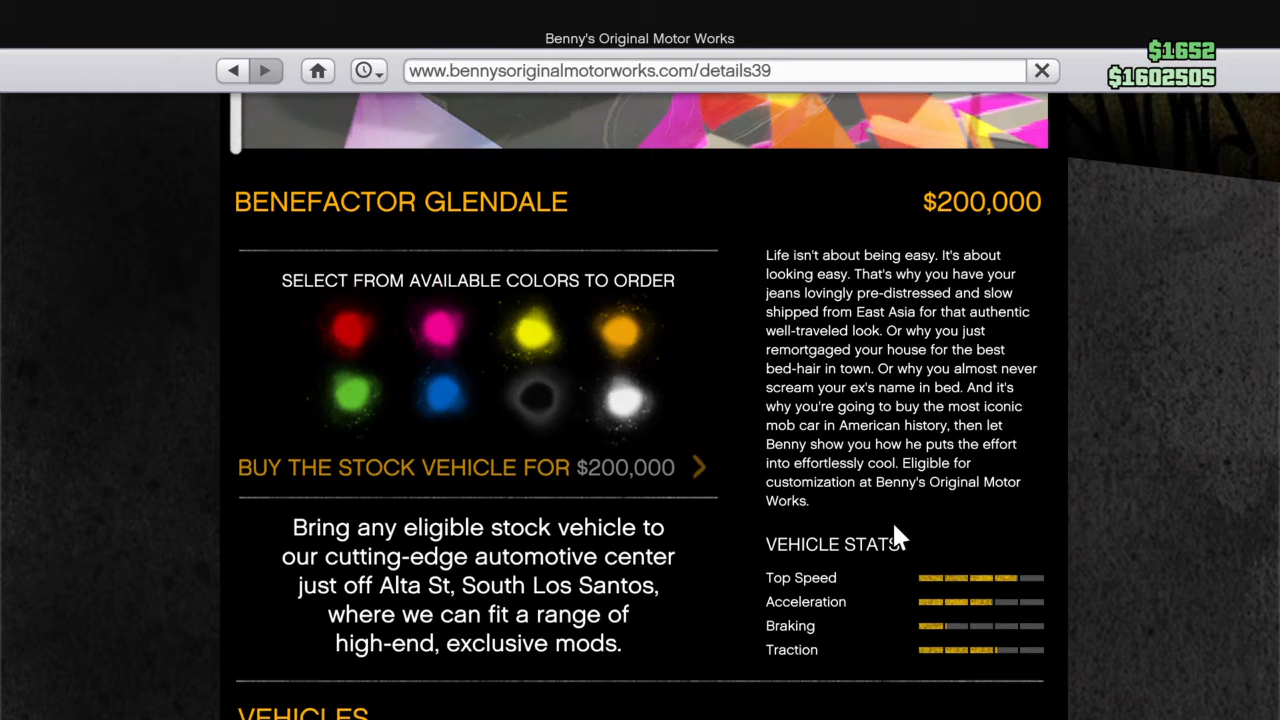 Benny's Original Motor Works
$1652
www.bennysoriginalmotorworks.com/details39
$1602505
BENEFACTOR GLENDALE
$200,000
SELECT FROM AVAILABLE COLORS TO ORDER
BUY THE STOCK VEHICLE FOR $200,000
Bring any eligible stock vehicle to
our cutting-edge automotive center
just off Alta St, South Los Santos,
where we can fit a range of
high-end, exclusive mods.
Life isn't about being easy. It's about
looking easy. That's why you have your
jeans lovingly pre-distressed and slow
shipped from East Asia for that authentic
well-traveled look. Or why you just
remortgaged your house for the best
bed-hair in town. Or why you almost never
scream your ex's name in bed. And it's
why you're going to buy the most iconic
mob car in American history, then let
Benny show you how he puts the effort
into effortlessly cool. Eligible for
customization at Benny's Original Motor
Works.
VEHICLE STATS
Top Speed
Acceleration
Braking
Traction
VEHICLES